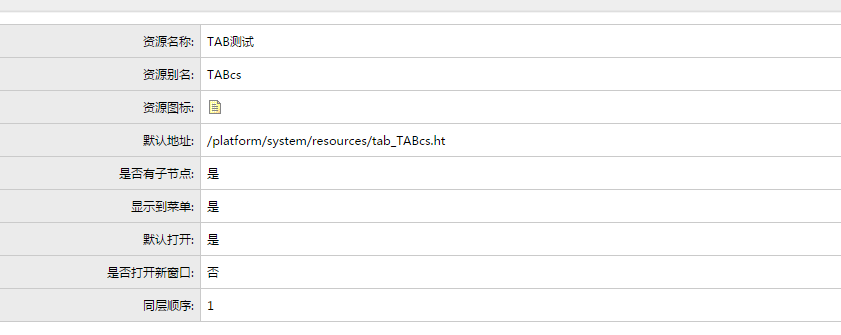 资源名称: TAB测试
资源别名: TABcs
资源图标:
默认地址: /platform/system/resources/tab_TABcs.ht
是否有子节点: 是
显示到菜单: 是
默认打开: 是
是否打开新窗口: 否
同层顺序: 1